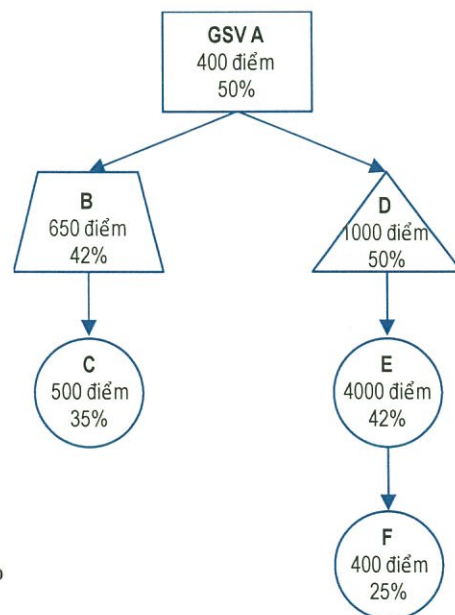 GSV A
400 điểm
50%
B
650 điểm
42%
D
1000 điểm
50%
C
500 điểm
35%
E
4000 điểm
42%
F
400 điểm
25%